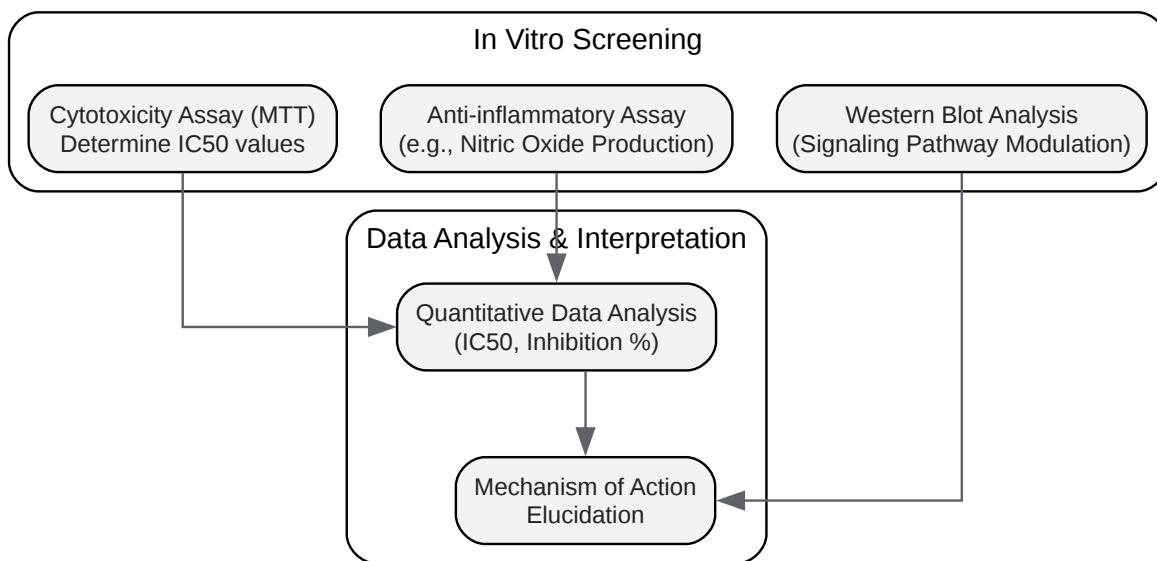 In Vitro Screening
Cytotoxicity Assay (MTT)
Determine IC50 values
Anti-inflammatory Assay
(e.g., Nitric Oxide Production)
Western Blot Analysis
(Signaling Pathway Modulation)
Data Analysis & Interpretation
Quantitative Data Analysis
(IC50, Inhibition %)
Mechanism of Action
Elucidation